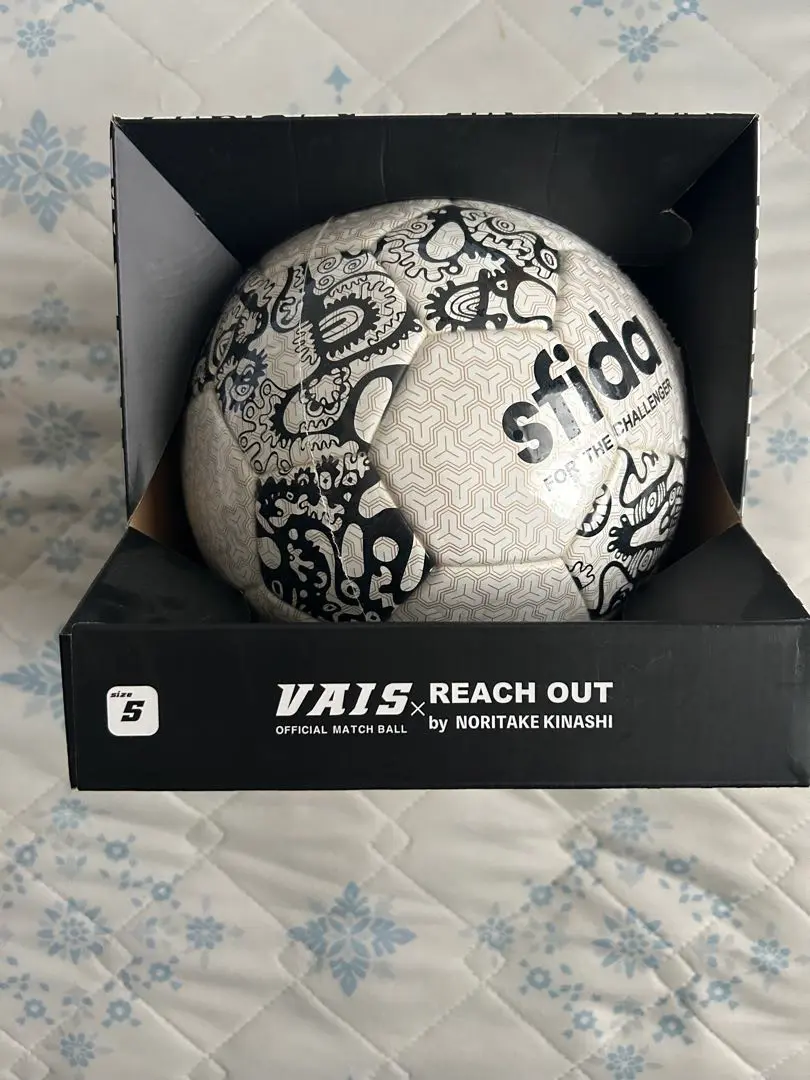 sfida
FOR THE CHALLENGER
size
5
VAIS × REACH OUT
OFFICIAL MATCH BALL by NORITAKE KINASHI